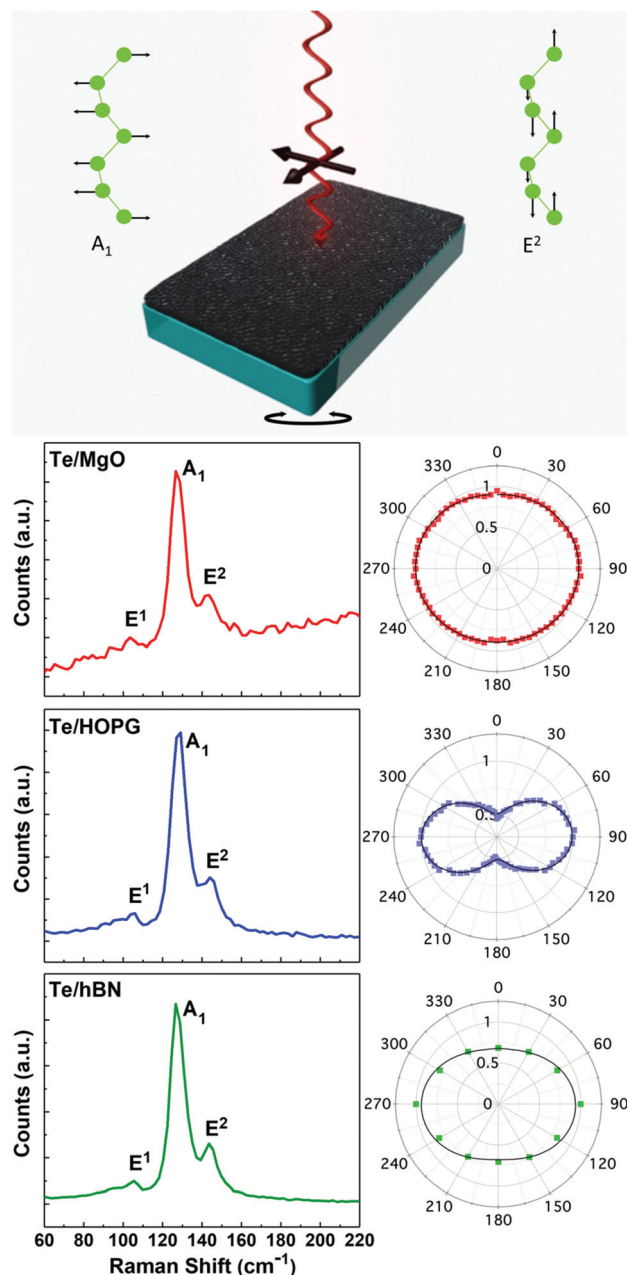 A₁
E²
Te/MgO
Counts (a.u.)
E¹
A₁
E²
0
30
60
90
120
150
180
210
240
270
300
330
1
0.5
0
Te/HOPG
Counts (a.u.)
E¹
A₁
E²
0
30
60
90
120
150
180
210
240
270
300
330
1
0.5
Te/hBN
Counts (a.u.)
E¹
A₁
E²
60 80 100 120 140 160 180 200 220
Raman Shift (cm⁻¹)
0
30
60
90
120
150
180
210
240
270
300
330
1
0.5
0